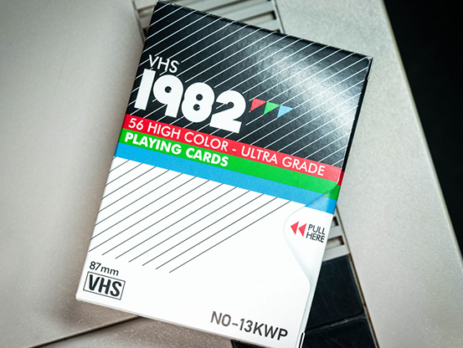 VHS
1982
56 HIGH COLOR - ULTRA GRADE
PLAYING CARDS
PULL
HERE
87mm
VHS
NO-13KWP